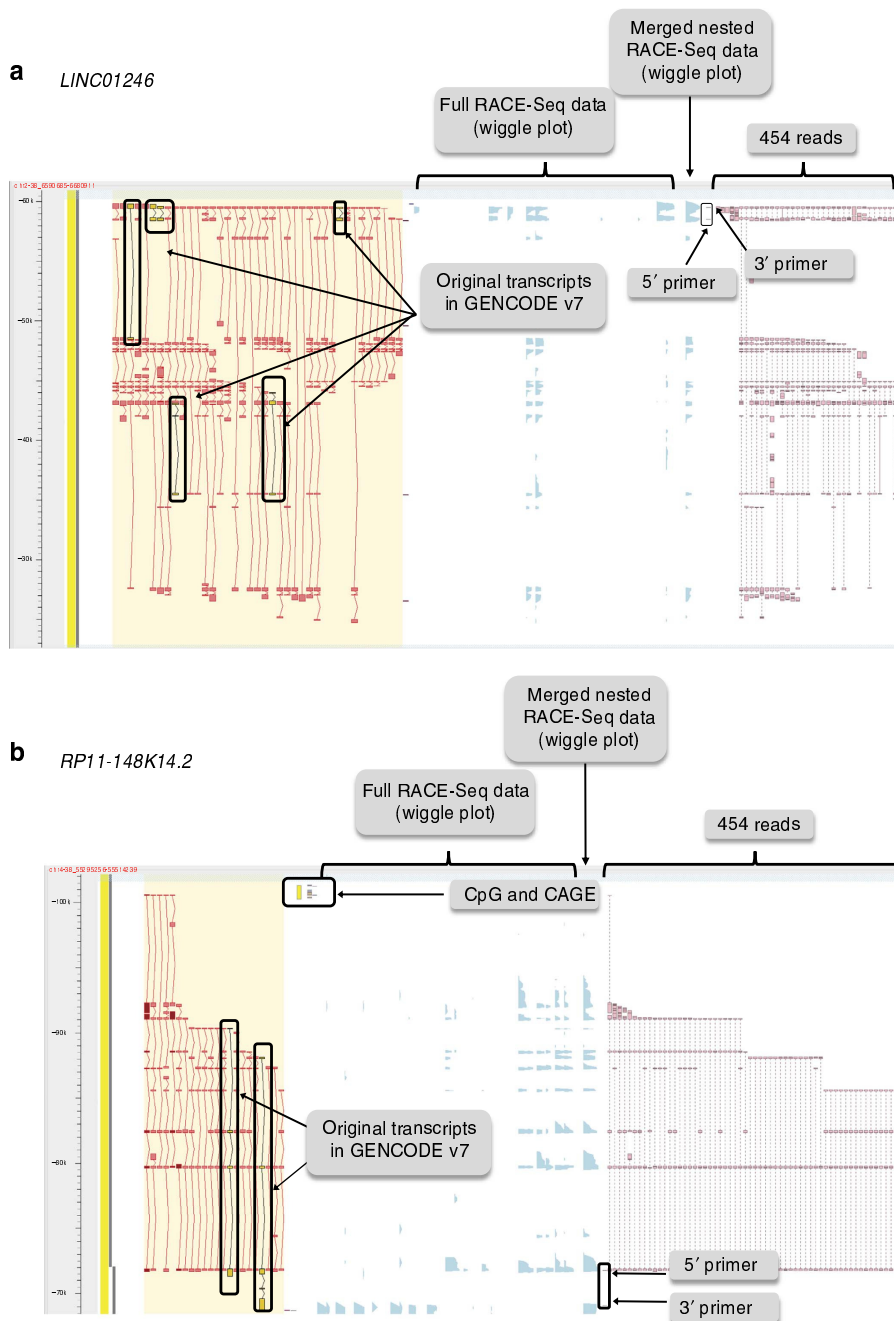 Merged nested
RACE-Seq data
(wiggle plot)
a
LINC01246
Full RACE-Seq data
(wiggle plot)
454 reads
−60k
5′ primer
3′ primer
Original transcripts
in GENCODE v7
−50k
−40k
−30k
Merged nested
RACE-Seq data
(wiggle plot)
b
RP11-148K14.2
Full RACE-Seq data
(wiggle plot)
454 reads
CpG and CAGE
−100k
−90k
Original transcripts
in GENCODE v7
−80k
5′ primer
−70k
3′ primer